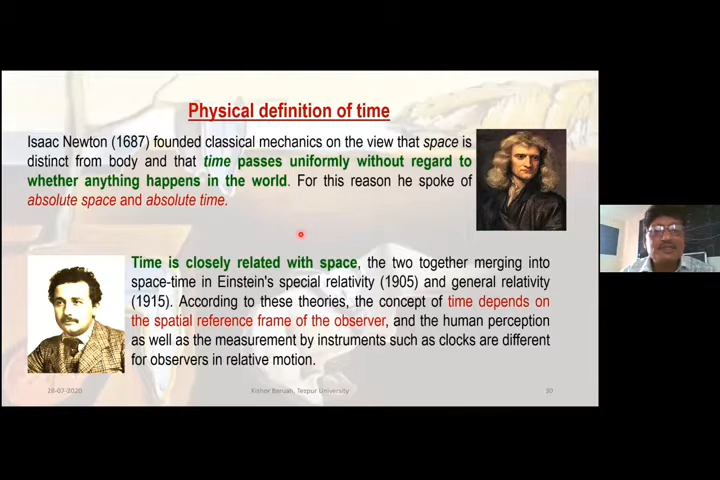 Physical definition of time
Isaac Newton (1687) founded classical mechanics on the view that space is
distinct from body and that time passes uniformly without regard to
whether anything happens in the world. For this reason he spoke of
absolute space and absolute time.
Time is closely related with space, the two together merging into
space-time in Einstein's special relativity (1905) and general relativity
(1915). According to these theories, the concept of time depends on
the spatial reference frame of the observer, and the human perception
as well as the measurement by instruments such as clocks are different
for observers in relative motion.
28-07-2020
Kishor Baruah, Tezpur University
30